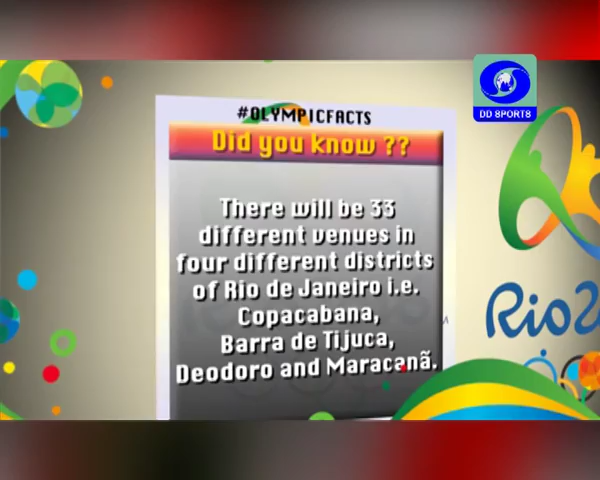 DD SPORTS
#OLYMPICFACTS
Did you know ??
There will be 33
different venues in
four different districts
of Rio de Janeiro i.e.
Copacabana,
Barra de Tijuca,
Deodoro and Maracanã.
Rio2